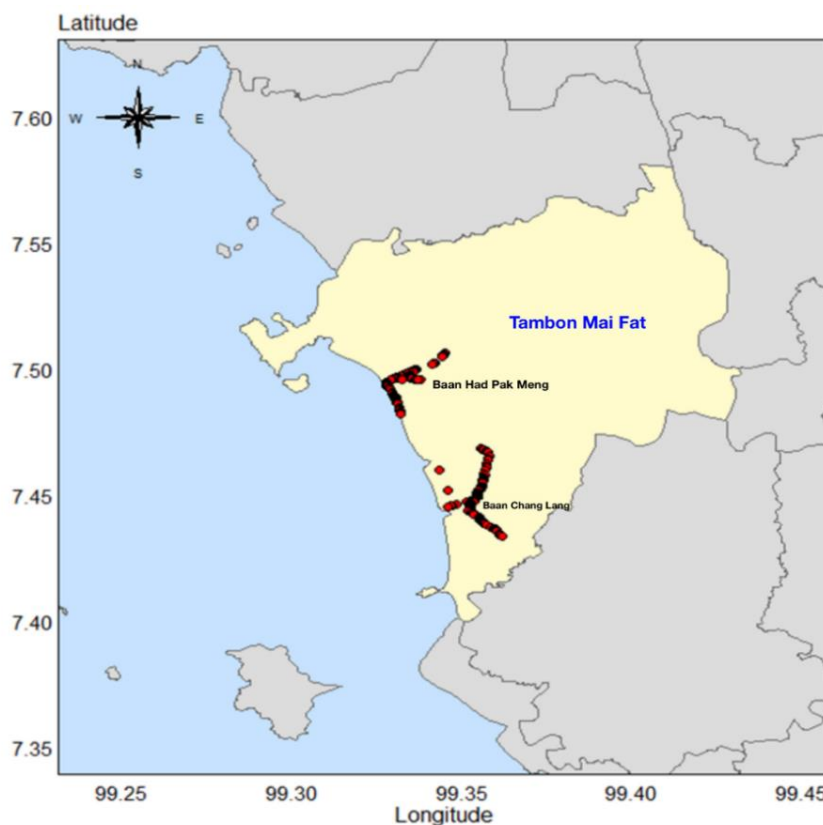 Latitude
N
7.60
W
E
S
7.55
Tambon Mai Fat
7.50
Baan Had Pak Meng
7.45
Baan Chang Lang
7.40
7.35
99.25 99.30 99.35 99.40 99.45
Longitude